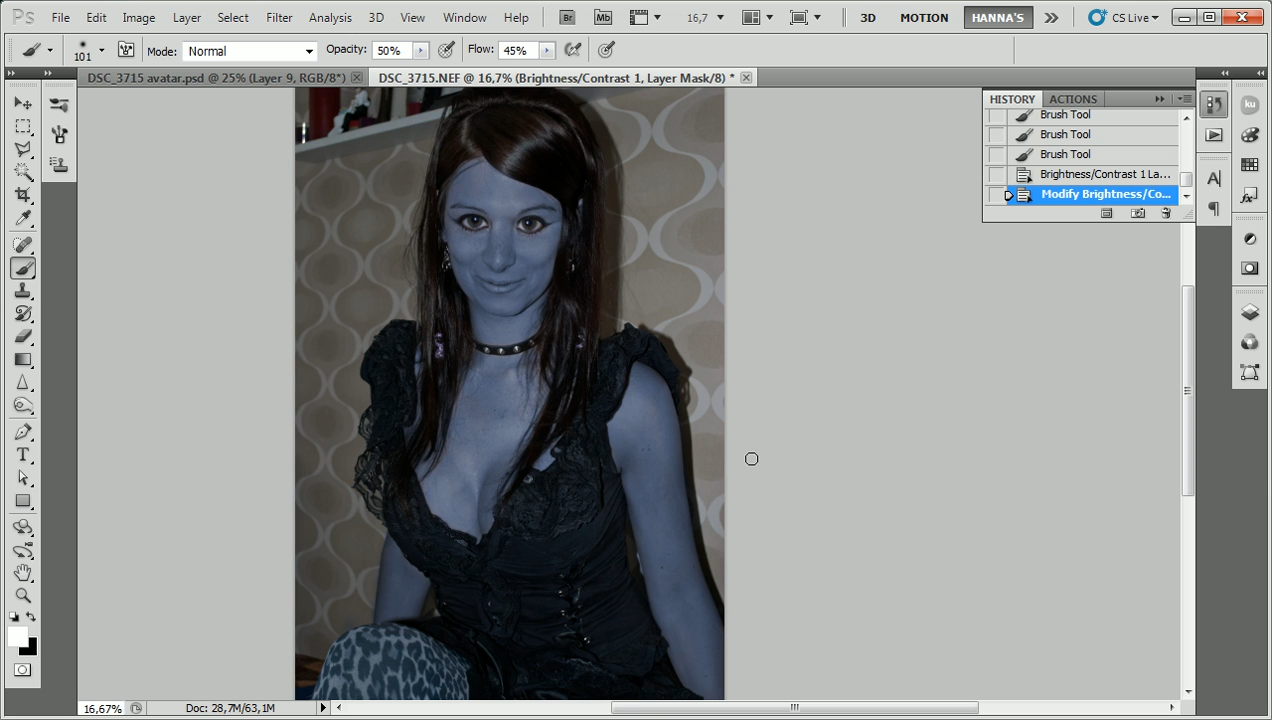 Ps File Edit Image Layer Select Filter Analysis 3D View Window Help Br Mb 16,7 3D MOTION HANNA'S CS Live
101 Mode: Normal Opacity: 50% Flow: 45%
DSC_3715 avatar.psd @ 25% (Layer 9, RGB/8*) DSC_3715.NEF @ 16,7% (Brightness/Contrast 1, Layer Mask/8) *
HISTORY ACTIONS
Brush Tool
Brush Tool
Brush Tool
Brightness/Contrast 1 La...
Modify Brightness/Co...
ku
A
fx
T
16,67% Doc: 28,7M/63,1M